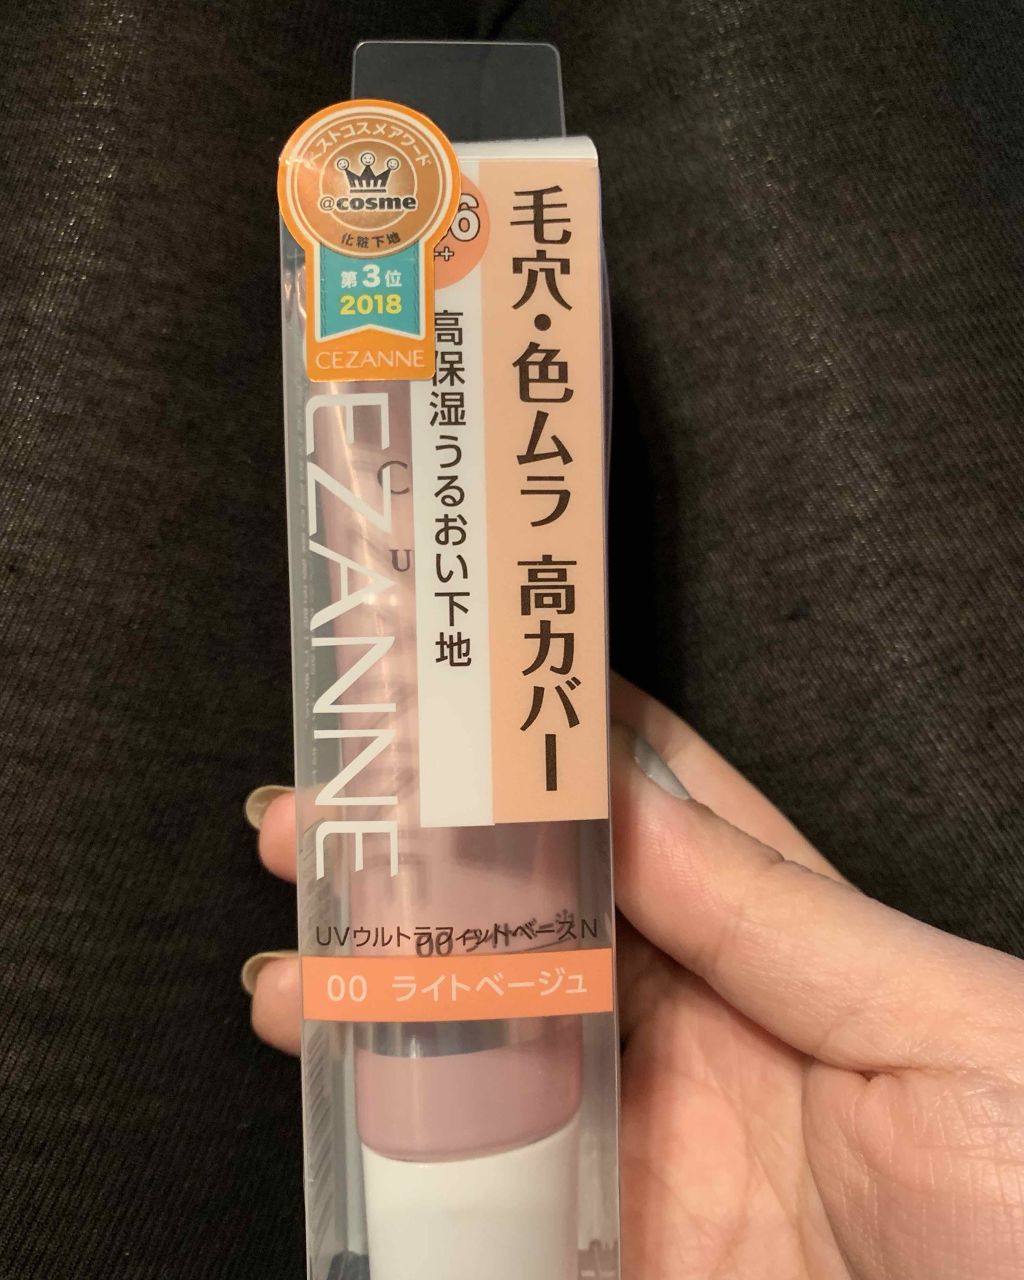 ベストコスメアワード
@cosme
化粧下地
第3位
2018
CEZANNE
6
++
毛穴・色ムラ 高カバー
高保湿うるおい下地
EZANNE
C
U
UVウルトラフィットベースN
00 ライトベージュ